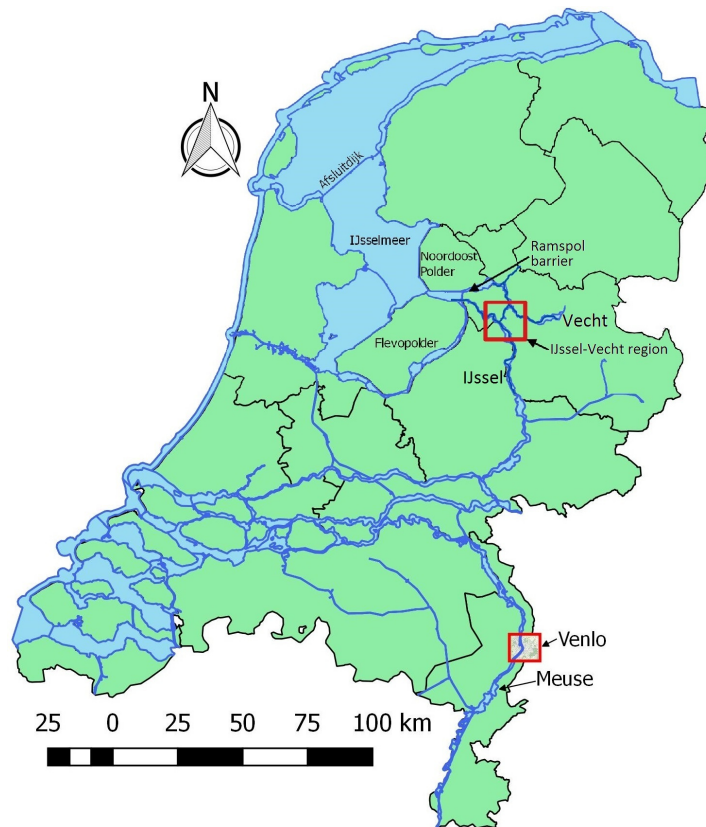 N
Afsluitdijk
IJsselmeer
Noordoost
Polder
Ramspol
barrier
Vecht
Flevopolder
IJssel-Vecht region
IJssel
Venlo
Meuse
25 0 25 50 75 100 km